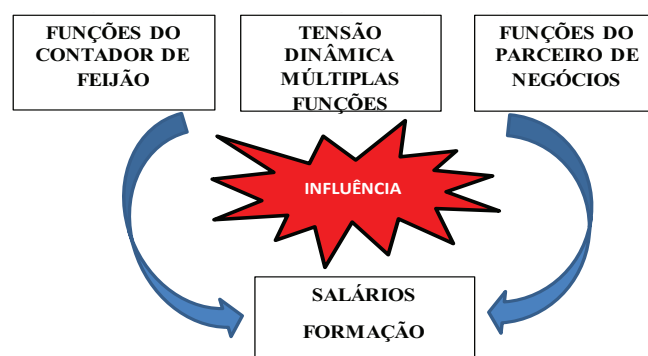 FUNÇÕES DO
CONTADOR DE
FEIJÃO
TENSÃO
DINÂMICA
MÚLTIPLAS
FUNÇÕES
FUNÇÕES DO
PARCEIRO DE
NEGÓCIOS
INFLUÊNCIA
SALÁRIOS
FORMAÇÃO